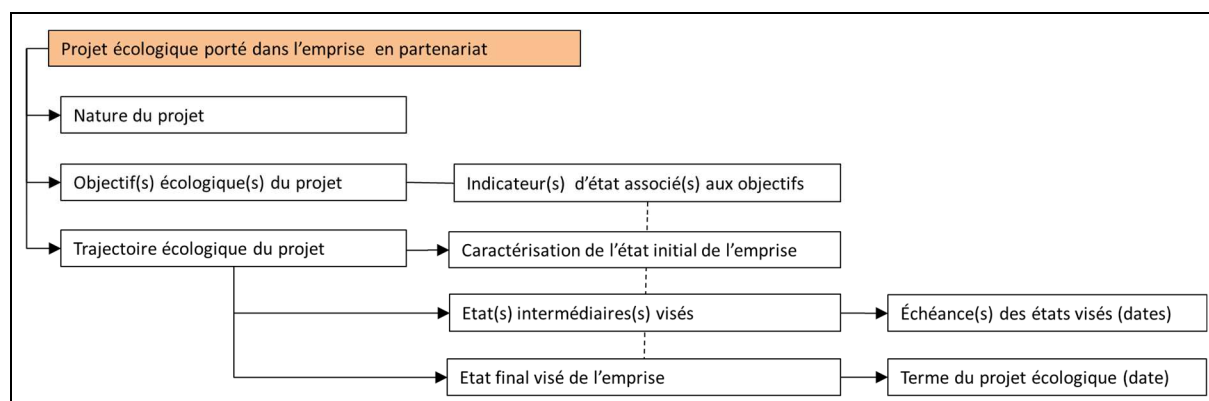 Projet écologique porté dans l’emprise en partenariat
Nature du projet
Objectif(s) écologique(s) du projet
Indicateur(s) d’état associé(s) aux objectifs
Trajectoire écologique du projet
Caractérisation de l’état initial de l’emprise
Etat(s) intermédiaires(s) visés
Échéance(s) des états visés (dates)
Etat final visé de l’emprise
Terme du projet écologique (date)